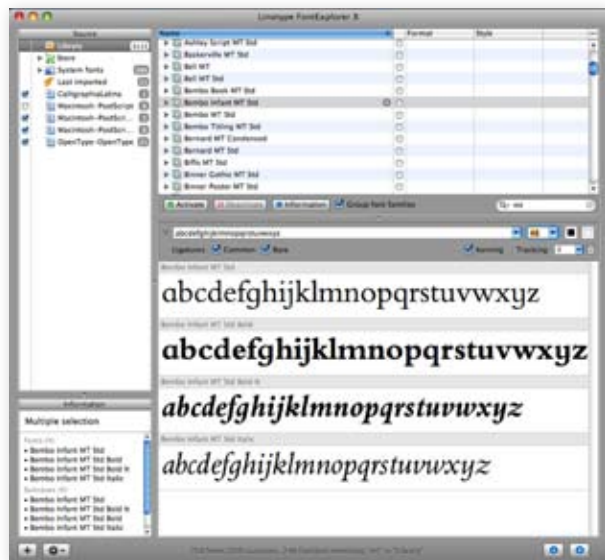 Linotype FontExplorer X
Source
Library
Store
System fonts
Last imported
CalligraphiaLatina
Macintosh-PostScript
Macintosh-PostScr...
Macintosh-PostScr...
OpenType-OpenType
Name Format Style
Ashley Script MT Std
Baskerville MT Std
Bell MT
Bell MT Std
Bembo Book MT Std
Bembo Infant MT Std
Bembo MT Std
Bembo Titling MT Std
Bernard MT Condensed
Bernard MT Std
Biffo MT Std
Binner Gothic MT Std
Binner Poster MT Std
Activate Deactivate Information Group font families
abcdefghijklmnopqrstuvwxyz
Ligatures: Common Rare Kerning Tracking: 0
Bembo Infant MT Std
abcdefghijklmnopqrstuvwxyz
Bembo Infant MT Std Bold
abcdefghijklmnopqrstuvwxyz
Bembo Infant MT Std Bold It
abcdefghijklmnopqrstuvwxyz
Bembo Infant MT Std Italic
abcdefghijklmnopqrstuvwxyz
Information
Multiple selection
Bembo Infant MT Std
Bembo Infant MT Std Bold
Bembo Infant MT Std Bold It
Bembo Infant MT Std Italic
Bembo Infant MT Std
Bembo Infant MT Std Bold It
Bembo Infant MT Std Bold
Bembo Infant MT Std Italic